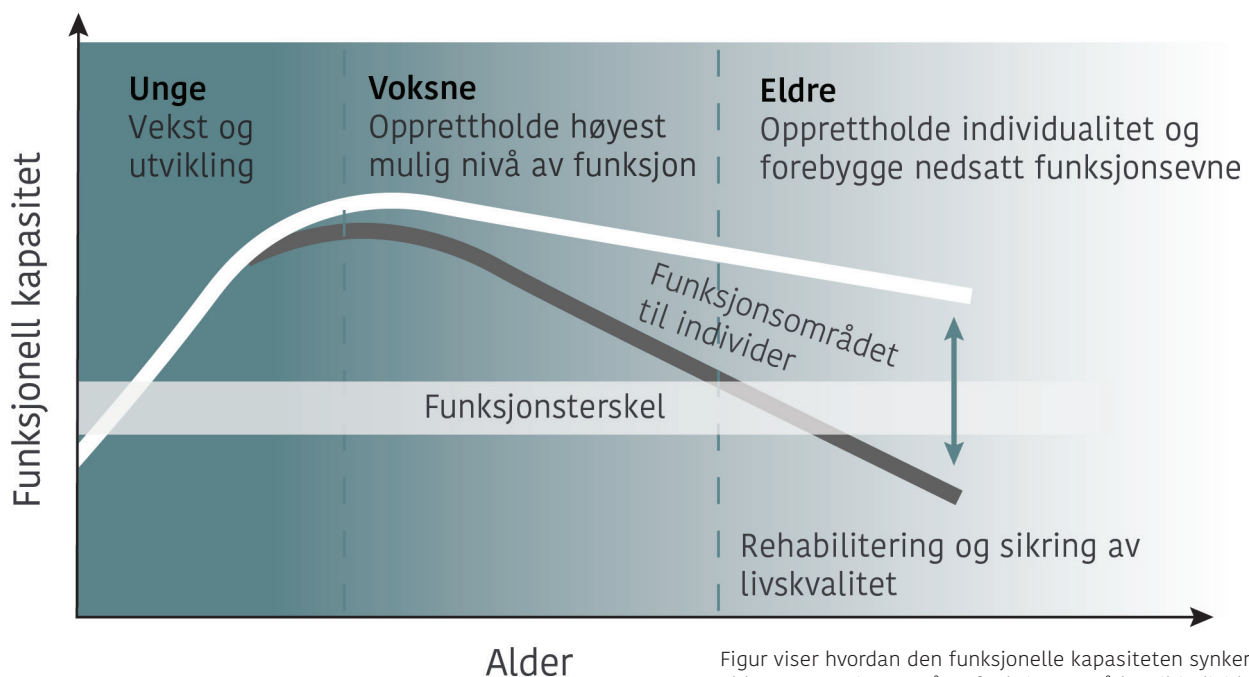 Unge
Vekst og
utvikling
Voksne
Opprettholde høyest
mulig nivå av funksjon
Eldre
Opprettholde individualitet og
forebygge nedsatt funksjonsevne
Funksjonell kapasitet
Funksjonsområdet
til individer
Funksjonsterskel
Rehabilitering og sikring av
livskvalitet
Alder
Figur viser hvordan den funksjonelle kapasiteten synker